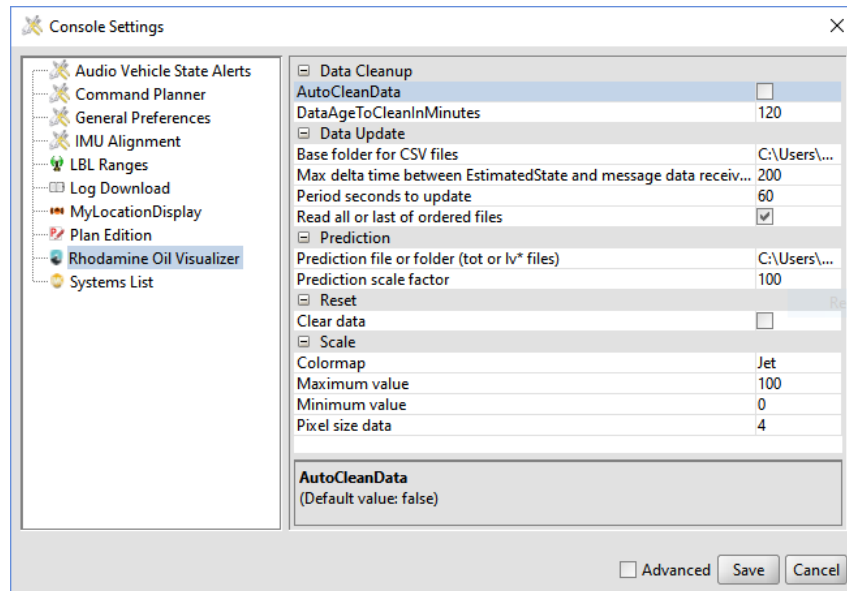 Console Settings
Audio Vehicle State Alerts
Command Planner
General Preferences
IMU Alignment
LBL Ranges
Log Download
MyLocationDisplay
Plan Edition
Rhodamine Oil Visualizer
Systems List
Data Cleanup
AutoCleanData
DataAgeToCleanInMinutes 120
Data Update
Base folder for CSV files C:\Users\...
Max delta time between EstimatedState and message data receiv... 200
Period seconds to update 60
Read all or last of ordered files
Prediction
Prediction file or folder (tot or lv* files) C:\Users\...
Prediction scale factor 100
Reset
Clear data
Scale
Colormap Jet
Maximum value 100
Minimum value 0
Pixel size data 4
AutoCleanData
(Default value: false)
Advanced Save Cancel